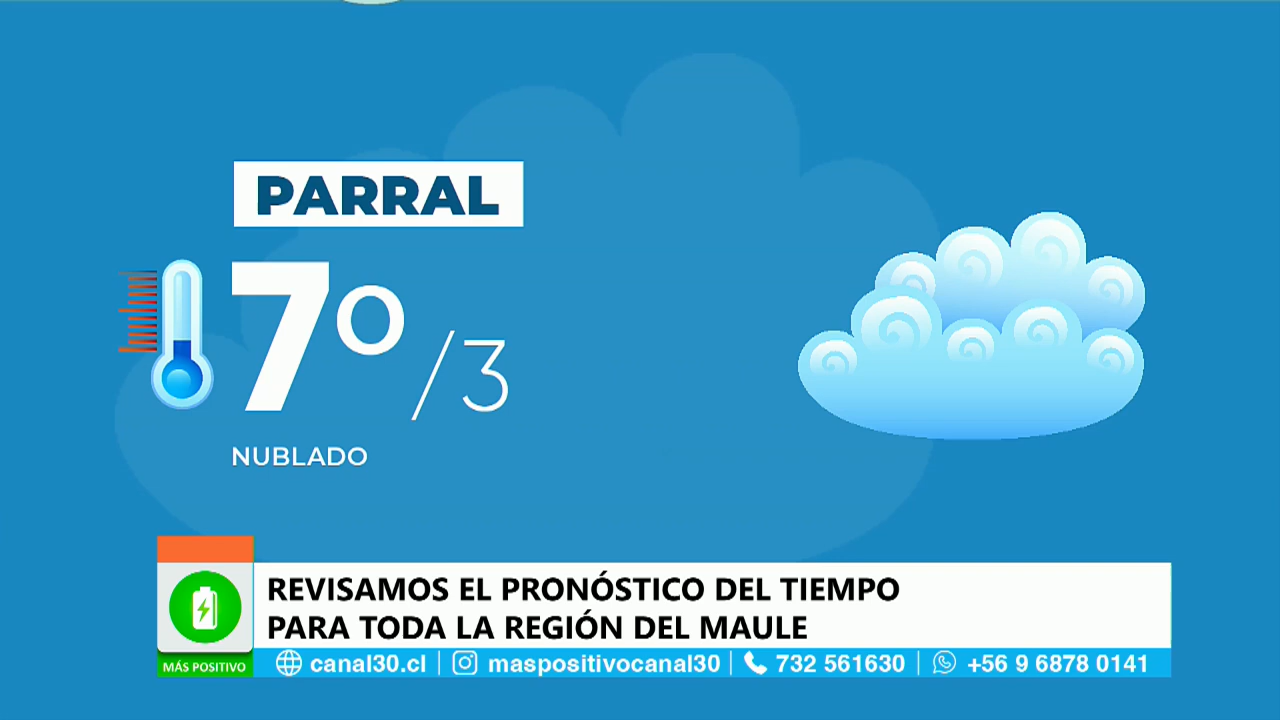 PARRAL
7° /3
NUBLADO
REVISAMOS EL PRONÓSTICO DEL TIEMPO
PARA TODA LA REGIÓN DEL MAULE
MÁS POSITIVO
canal30.cl | maspositivocanal30 | 732 561630 | +56 9 6878 0141